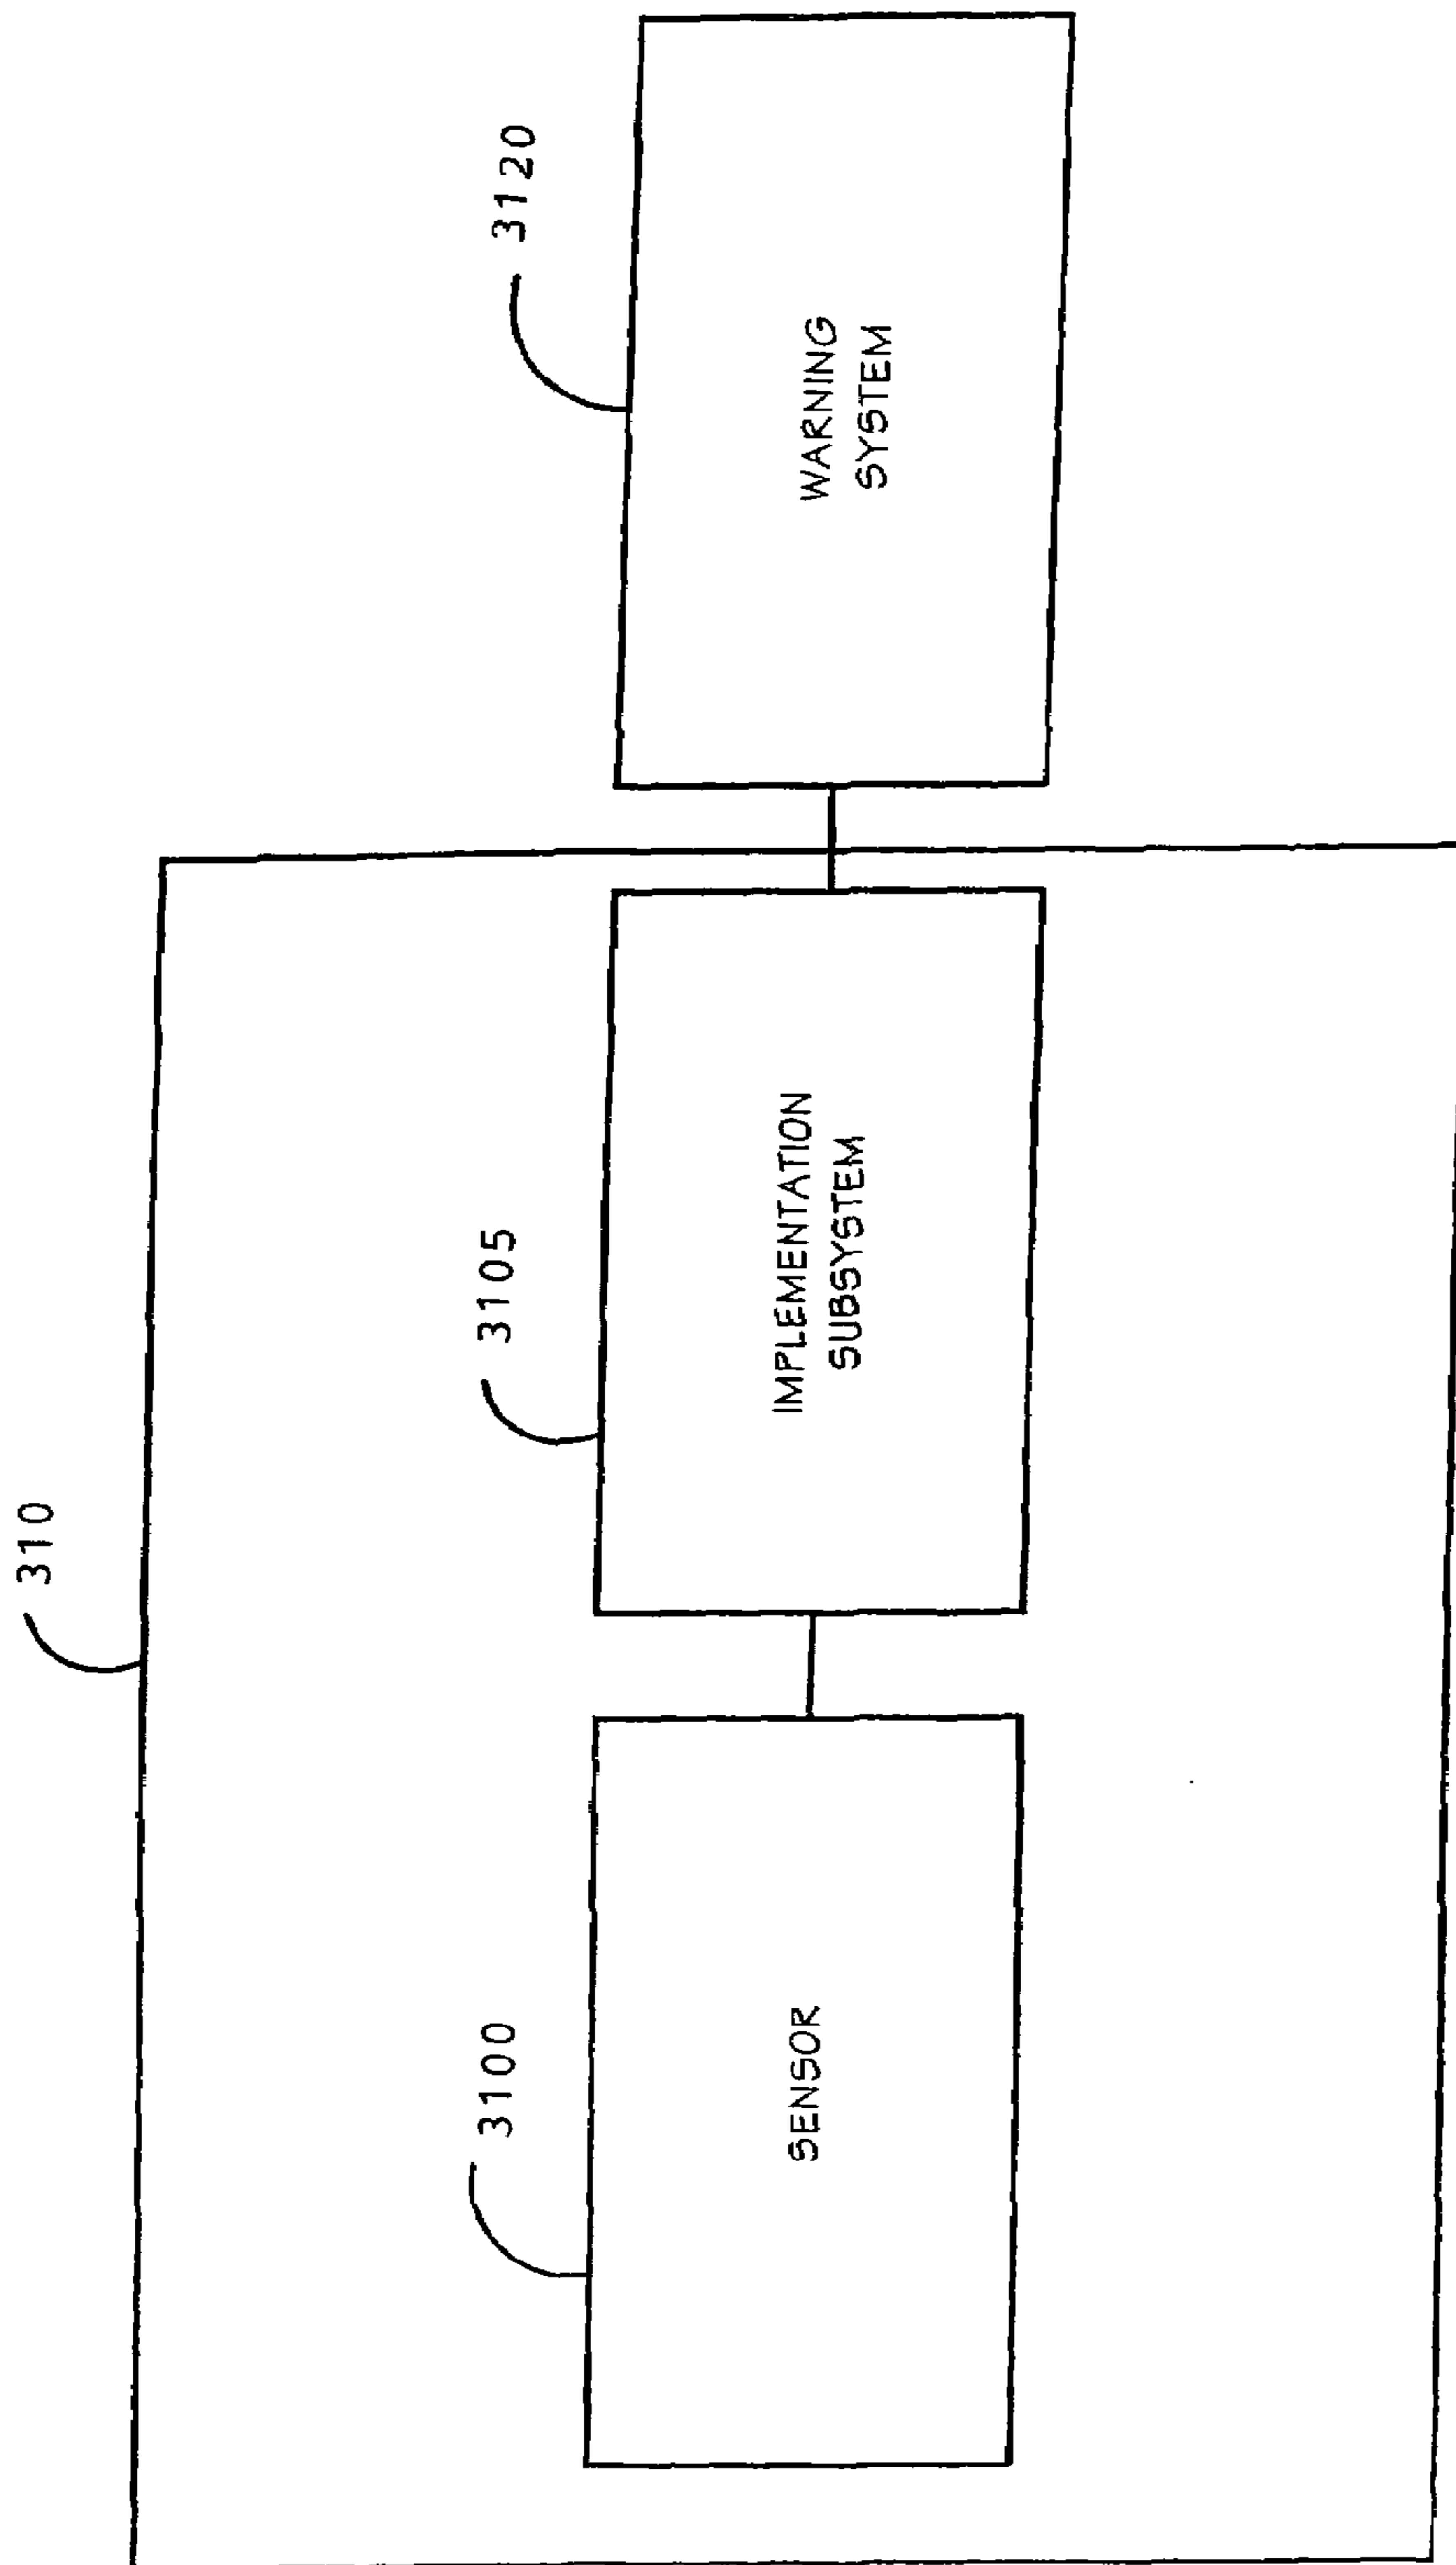 310
3100
3105
3120
SENSOR
IMPLEMENTATION
SUBSYSTEM
WARNING
SYSTEM